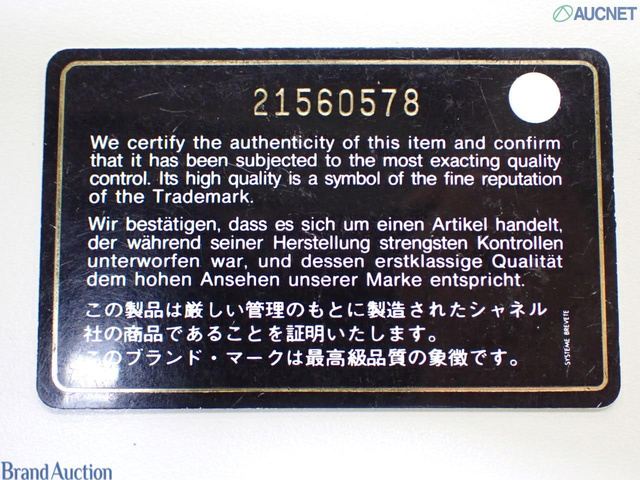 AUCNET
21560578
We certify the authenticity of this item and confirm
that it has been subjected to the most exacting quality
control. Its high quality is a symbol of the fine reputation
of the Trademark.
Wir bestätigen, dass es sich um einen Artikel handelt,
der während seiner Herstellung strengsten Kontrollen
unterworfen war, und dessen erstklassige Qualität
dem hohen Ansehen unserer Marke entspricht.
この製品は厳しい管理のもとに製造されたシャネル
社の商品であることを証明いたします。
このブランド・マークは最高級品質の象徴です。
SYSTEME BREVETE
Brand Auction